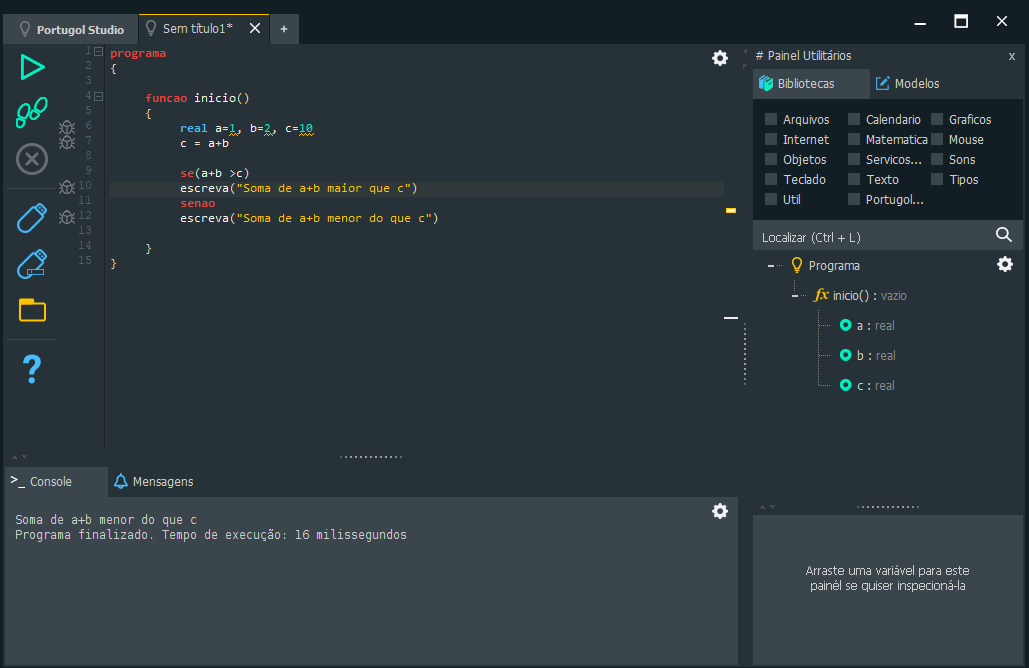 Portugol Studio
Sem título1*
+
1 programa
2 {
3
4 funcao inicio()
5 {
6 real a=1, b=2, c=10
7 c = a+b
8
9 se(a+b >c)
10 escreva("Soma de a+b maior que c")
11 senao
12 escreva("Soma de a+b menor do que c")
13
14 }
15 }
# Painel Utilitários x
Bibliotecas Modelos
Arquivos Calendario Graficos
Internet Matematica Mouse
Objetos Servicos... Sons
Teclado Texto Tipos
Util Portugol...
Localizar (Ctrl + L)
Programa
fx inicio() : vazio
a : real
b : real
c : real
?
>_ Console
Mensagens
Soma de a+b menor do que c
Programa finalizado. Tempo de execução: 16 milissegundos
Arraste uma variável para este
painél se quiser inspecioná-la